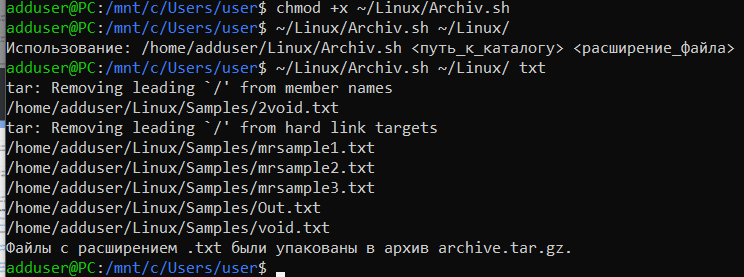 adduser@PC:/mnt/c/Users/user$ chmod +x ~/Linux/Archiv.sh
adduser@PC:/mnt/c/Users/user$ ~/Linux/Archiv.sh ~/Linux/
Использование: /home/adduser/Linux/Archiv.sh <путь_к_каталогу> <расширение_файла>
adduser@PC:/mnt/c/Users/user$ ~/Linux/Archiv.sh ~/Linux/ txt
tar: Removing leading `/' from member names
/home/adduser/Linux/Samples/2void.txt
tar: Removing leading `/' from hard link targets
/home/adduser/Linux/Samples/mrsample1.txt
/home/adduser/Linux/Samples/mrsample2.txt
/home/adduser/Linux/Samples/mrsample3.txt
/home/adduser/Linux/Samples/Out.txt
/home/adduser/Linux/Samples/void.txt
Файлы с расширением .txt были упакованы в архив archive.tar.gz.
adduser@PC:/mnt/c/Users/user$